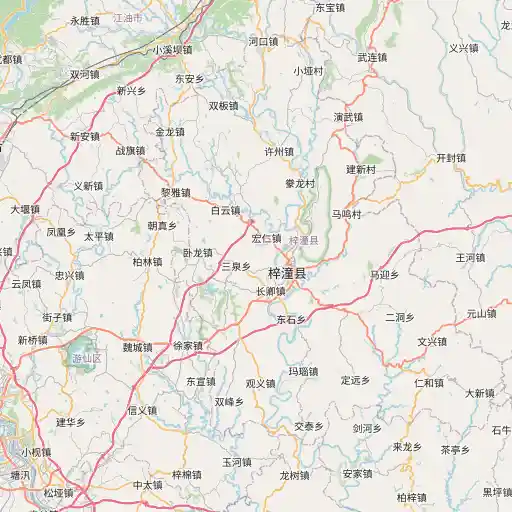 东宝镇
永胜镇
江油市
河口镇
小溪坝镇
义兴镇
武连镇
武都镇
双河镇
东安乡
小垭村
新兴乡
双板镇
演武镇
新安镇
金龙镇
战旗镇
许州镇
开封镇
建新村
义新镇
黎雅镇
豢龙村
大堰镇
白云镇
马鸣村
凤凰乡
太平镇
朝真乡
宏仁镇
梓潼县
卧龙镇
王河镇
柏林镇
三泉乡
梓潼县
马迎乡
忠兴镇
云凤镇
长卿镇
街子镇
东石乡
二洞乡
元山镇
新桥镇
魏城镇
徐家镇
文兴镇
游仙区
玛瑙镇
东宣镇
观义镇
定远乡
仁和镇
大新镇
双峰乡
信义镇
建华乡
交泰乡
剑河乡
石牛
来龙乡
茶亭乡
小枧镇
玉河镇
塘汛
梓棉镇
龙树镇
安家镇
中太镇
松垭镇
柏梓镇
黑坪镇